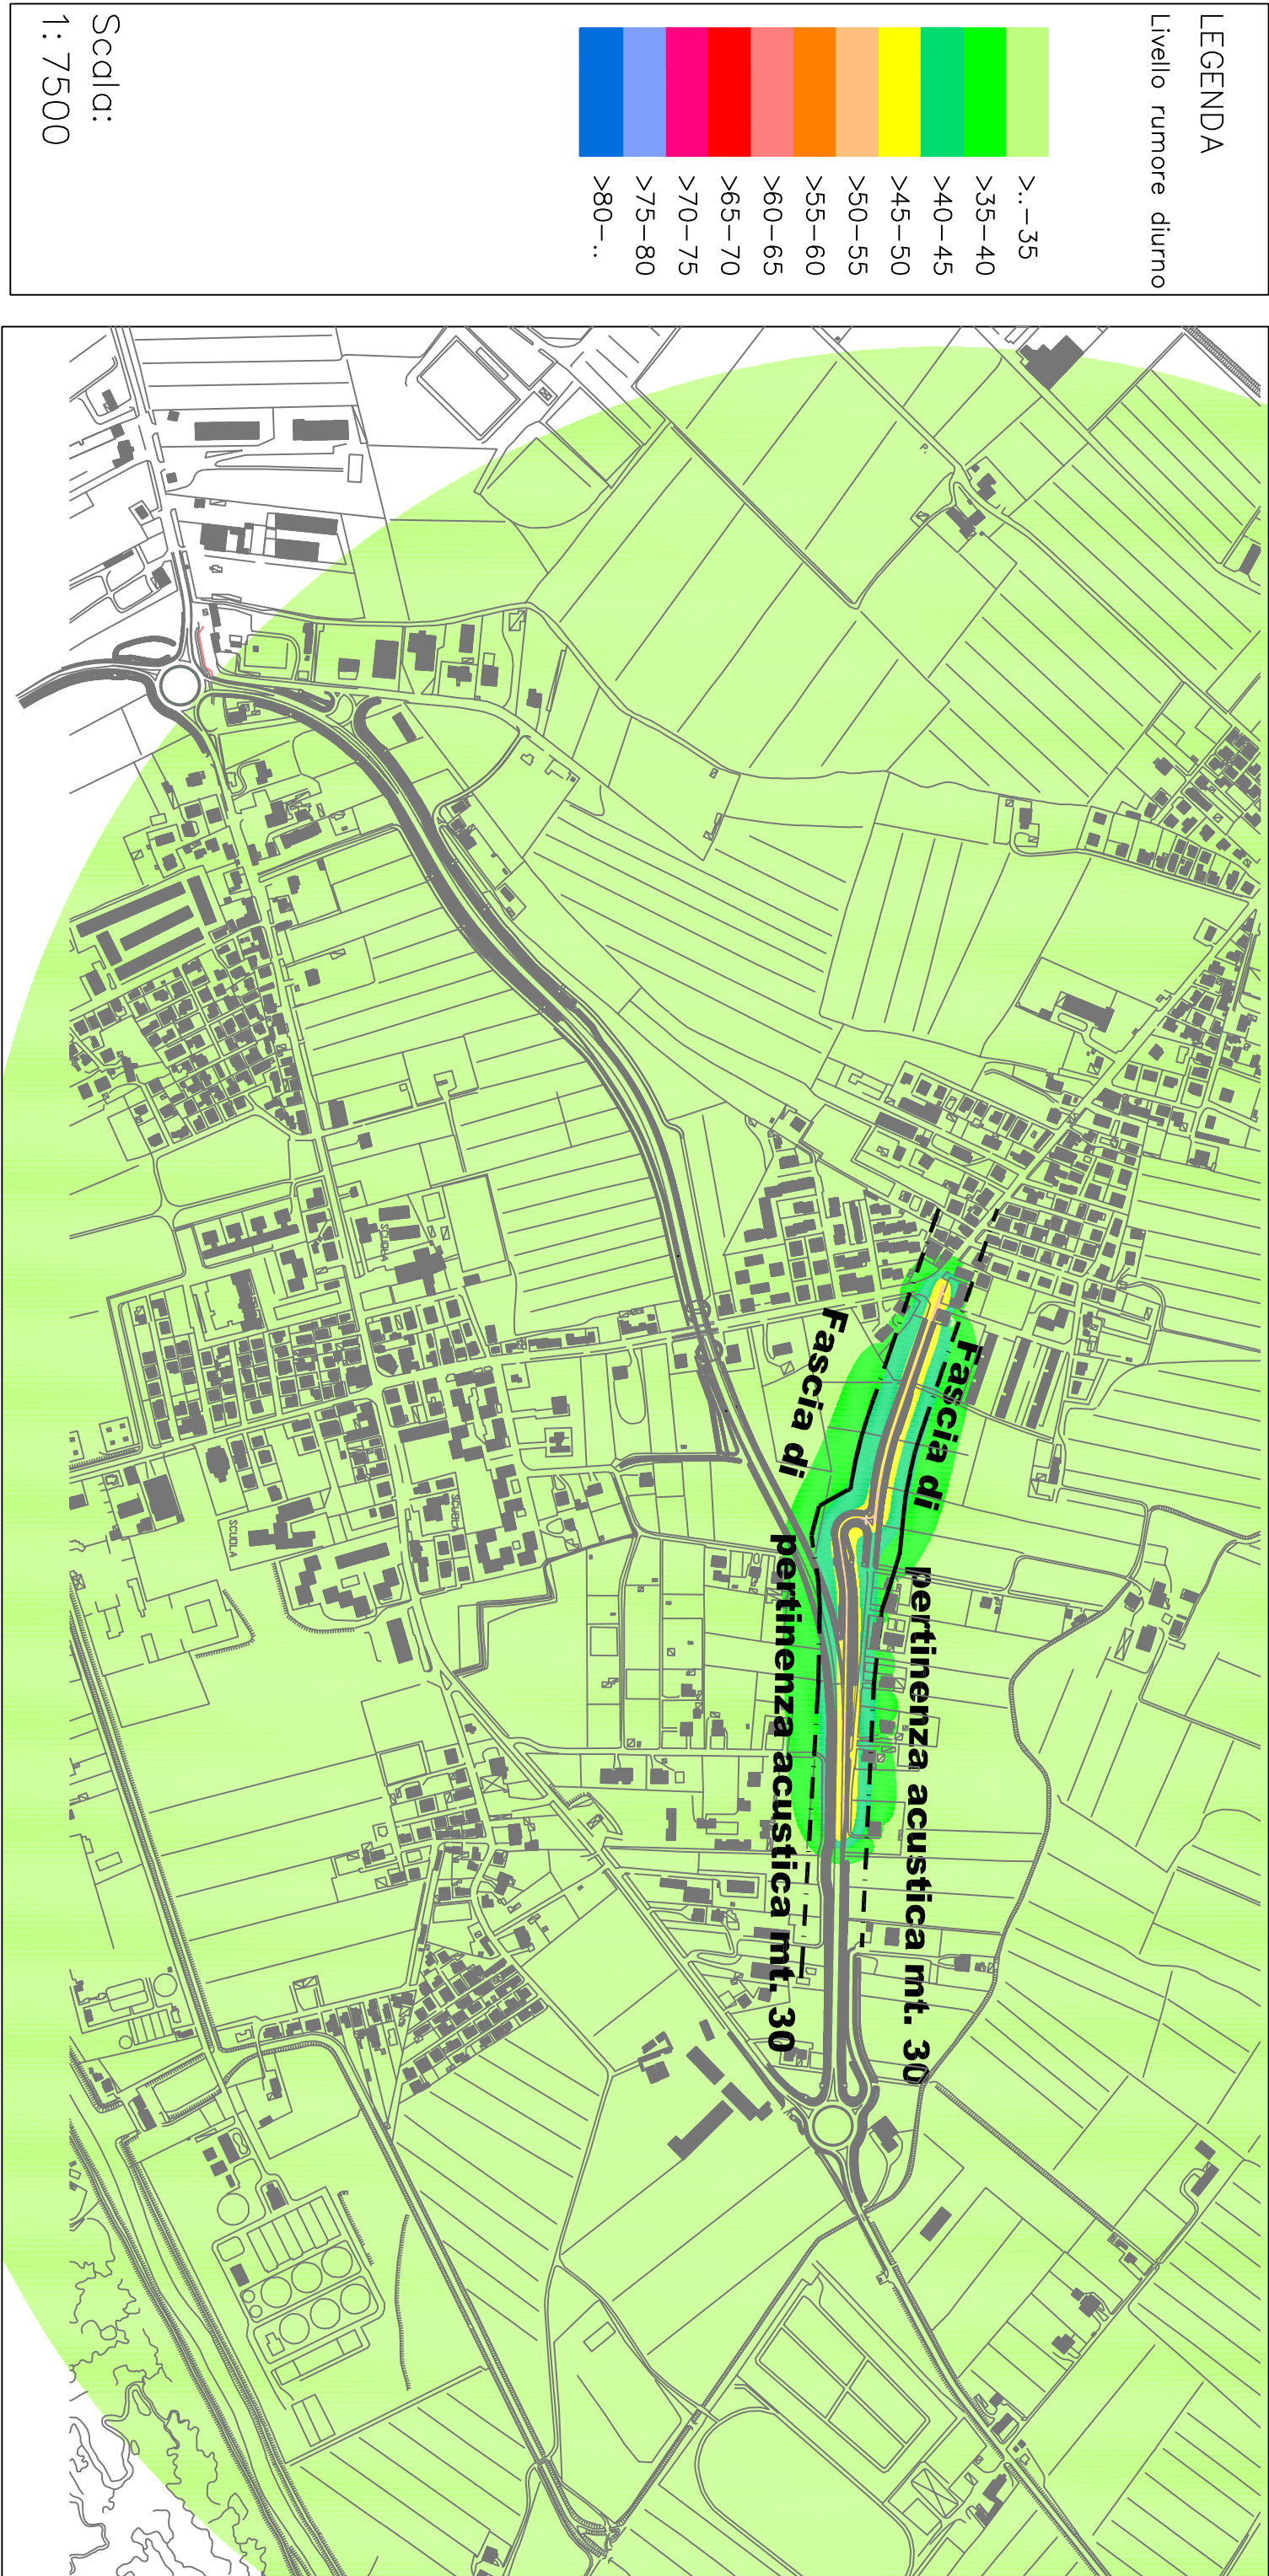 LEGENDA
Livello rumore diurno
>..-35
>35-40
>40-45
>45-50
>50-55
>55-60
>60-65
>65-70
>70-75
>75-80
>80-..
Scala:
1: 7500
P.
Fascia di
pertinenza acustica mt. 30
Fascia di
pertinenza acustica mt. 30
SCUOLA
SCUOLA
SCUOLA